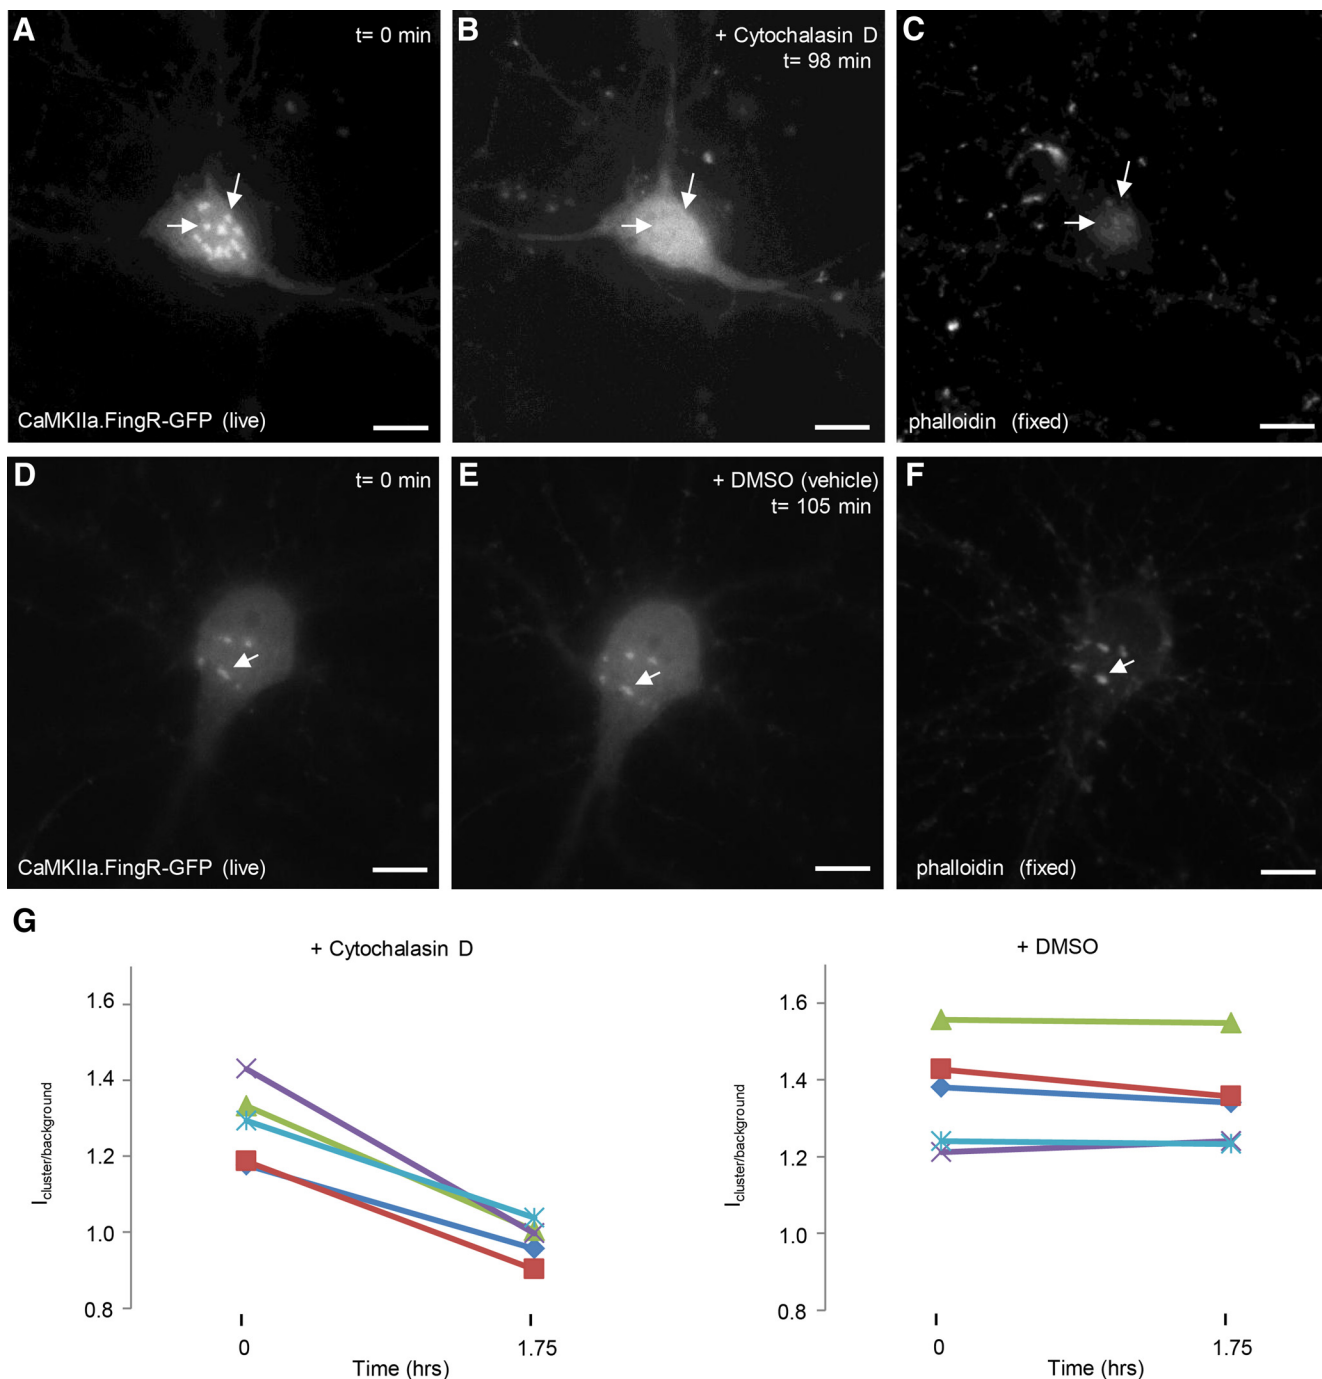 A
t= 0 min
CaMKIIa.FingR-GFP (live)
B
+ Cytochalasin D
t= 98 min
C
phalloidin (fixed)
D
t= 0 min
CaMKIIa.FingR-GFP (live)
E
+ DMSO (vehicle)
t= 105 min
F
phalloidin (fixed)
G
+ Cytochalasin D
1.6
1.4
1.2
1.0
0.8
Icluster/background
0
1.75
Time (hrs)
+ DMSO
1.6
1.4
1.2
1.0
0.8
Icluster/background
0
1.75
Time (hrs)